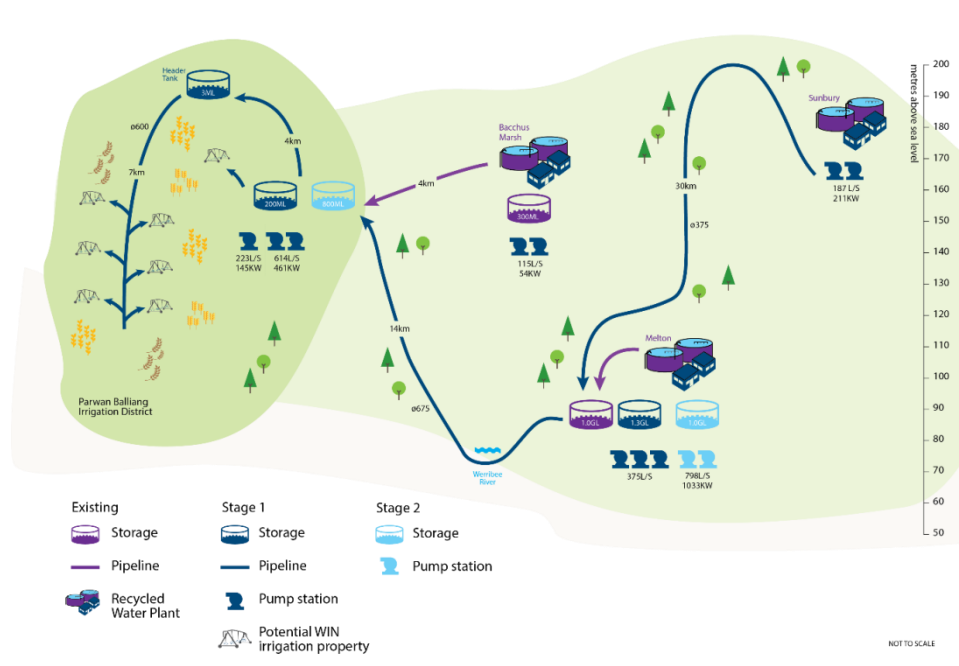 Header
Tank
5ML
ø600
4km
7km
200ML
800ML
223L/S
145KW
614L/S
461KW
Parwan Balliang
Irrigation District
Bacchus
Marsh
4km
300ML
115L/S
54KW
14km
ø675
Werribee
River
Sunbury
187 L/S
211KW
30km
ø375
Melton
1.0GL
1.3GL
1.0GL
375L/S
798L/S
1033KW
metres above sea level
200
190
180
170
160
150
140
130
120
110
100
90
80
70
60
50
Existing
Storage
Pipeline
Recycled
Water Plant
Stage 1
Storage
Pipeline
Pump station
Potential WIN
irrigation property
Stage 2
Storage
Pump station
NOT TO SCALE